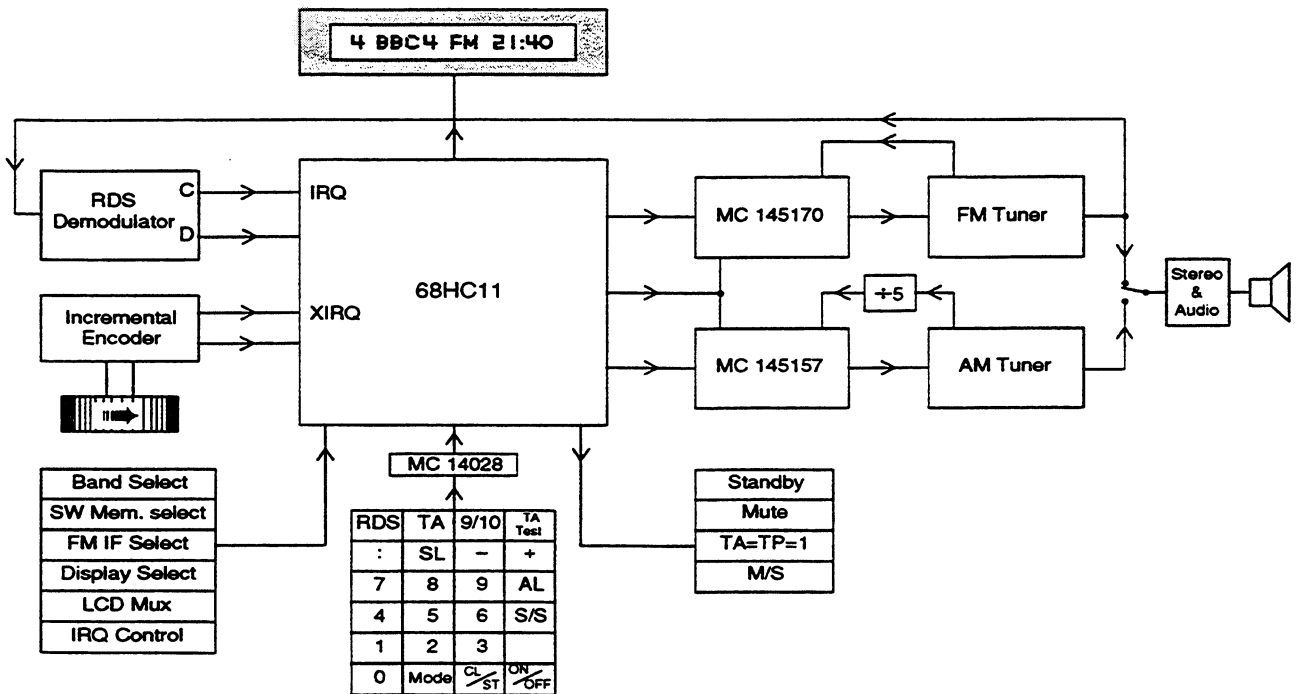 4 BBC4 FM 21:40
RDS
Demodulator
C
D
IRQ
XIRQ
68HC11
Incremental
Encoder
MC 145170
FM Tuner
÷5
MC 145157
AM Tuner
Stereo
&
Audio
MC 14028
Band Select
SW Mem. select
FM IF Select
Display Select
LCD Mux
IRQ Control
RDS TA 9/10 TA Test
: SL − +
7 8 9 AL
4 5 6 S/S
1 2 3
0 Mode CL/ST ON/OFF
Standby
Mute
TA=TP=1
M/S